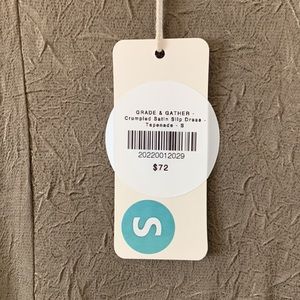 GRADE & GATHER -
Crumpled Satin Slip Dress -
Tapenade - S
20220012029
$72
S